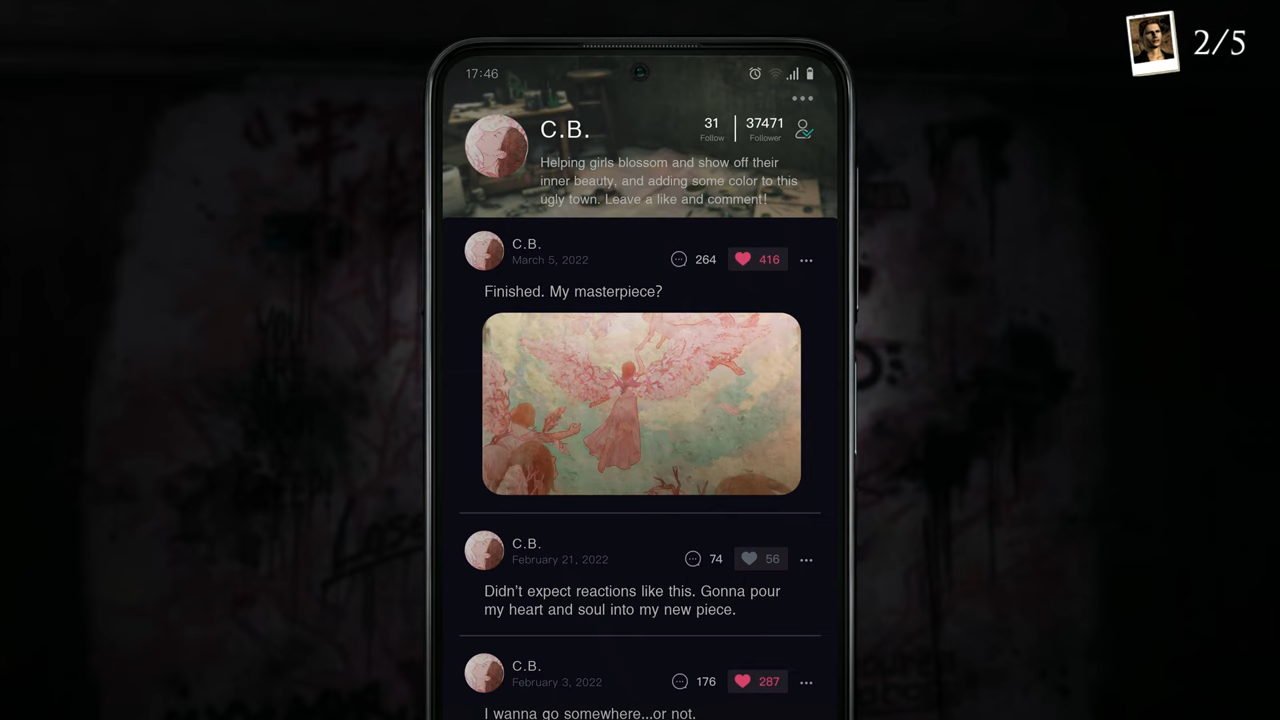 2/5
17:46
C.B.
31
Follow
37471
Follower
Helping girls blossom and show off their
inner beauty, and adding some color to this
ugly town. Leave a like and comment!
C.B.
March 5, 2022
264
416
Finished. My masterpiece?
C.B.
February 21, 2022
74
56
Didn't expect reactions like this. Gonna pour
my heart and soul into my new piece.
C.B.
February 3, 2022
176
287
I wanna go somewhere...or not.